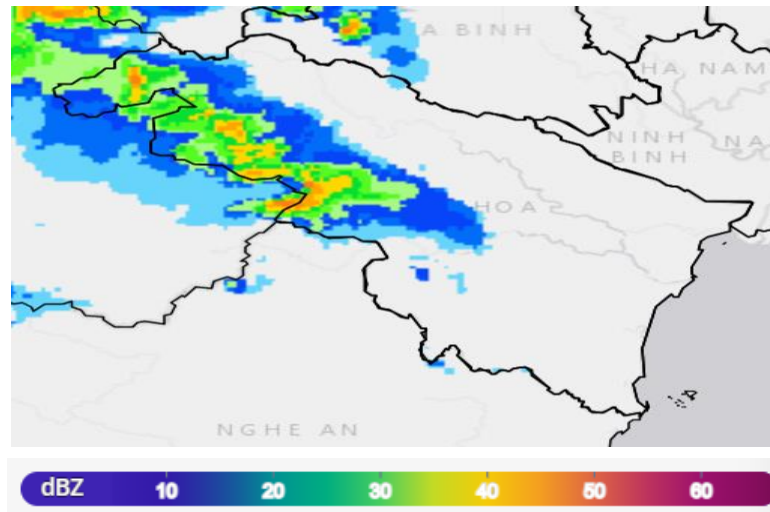 A BINH
HA NAM
NINH
BINH
NA
HOA
NGHE AN
dBZ 10 20 30 40 50 60